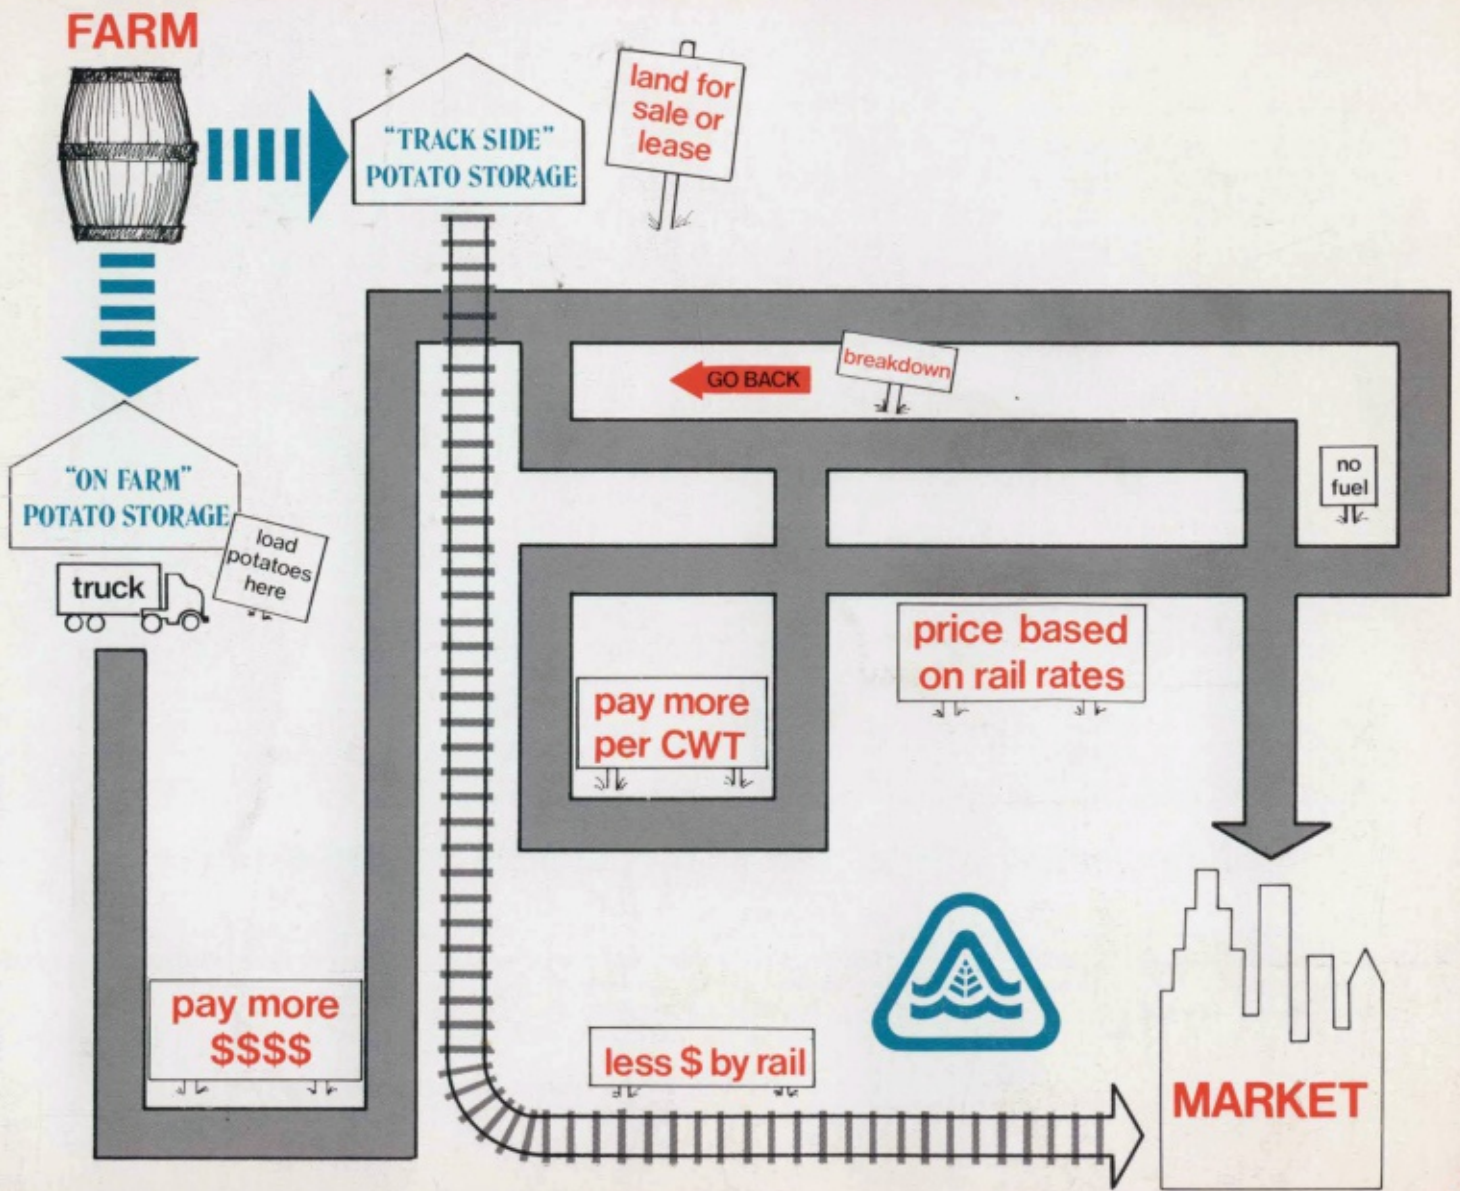 FARM
"TRACK SIDE"
POTATO STORAGE
land for
sale or
lease
GO BACK
breakdown
no
fuel
"ON FARM"
POTATO STORAGE
load
potatoes
here
truck
price based
on rail rates
pay more
per CWT
pay more
$$$$
less $ by rail
MARKET